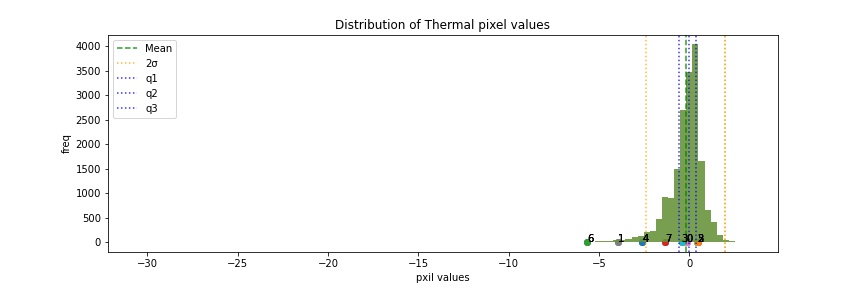 Distribution of Thermal pixel values
Mean
2σ
q1
q2
q3
freq
4000
3500
3000
2500
2000
1500
1000
500
0
6 1 4 7 3 0
−30 −25 −20 −15 −10 −5 0
pxil values